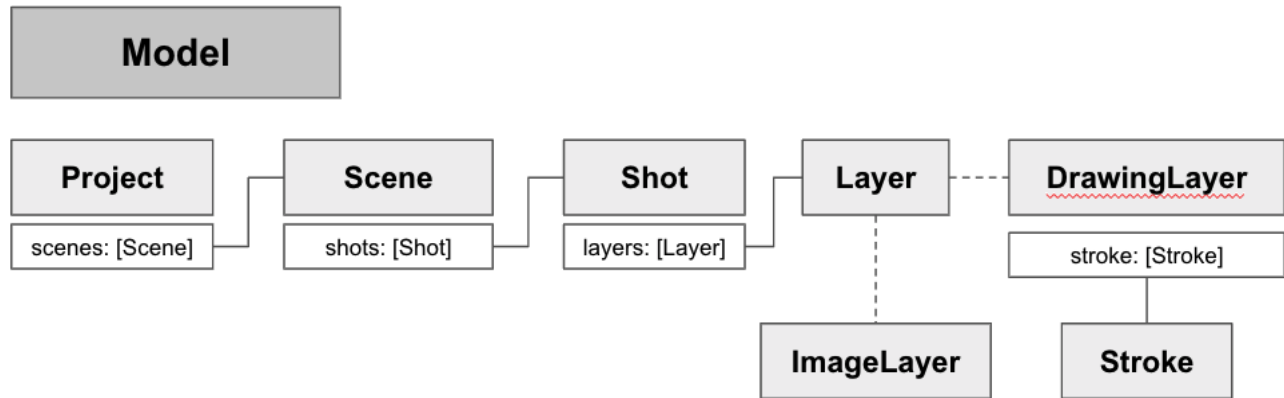 Model
Project
Scene
Shot
Layer
DrawingLayer
scenes: [Scene]
shots: [Shot]
layers: [Layer]
stroke: [Stroke]
ImageLayer
Stroke